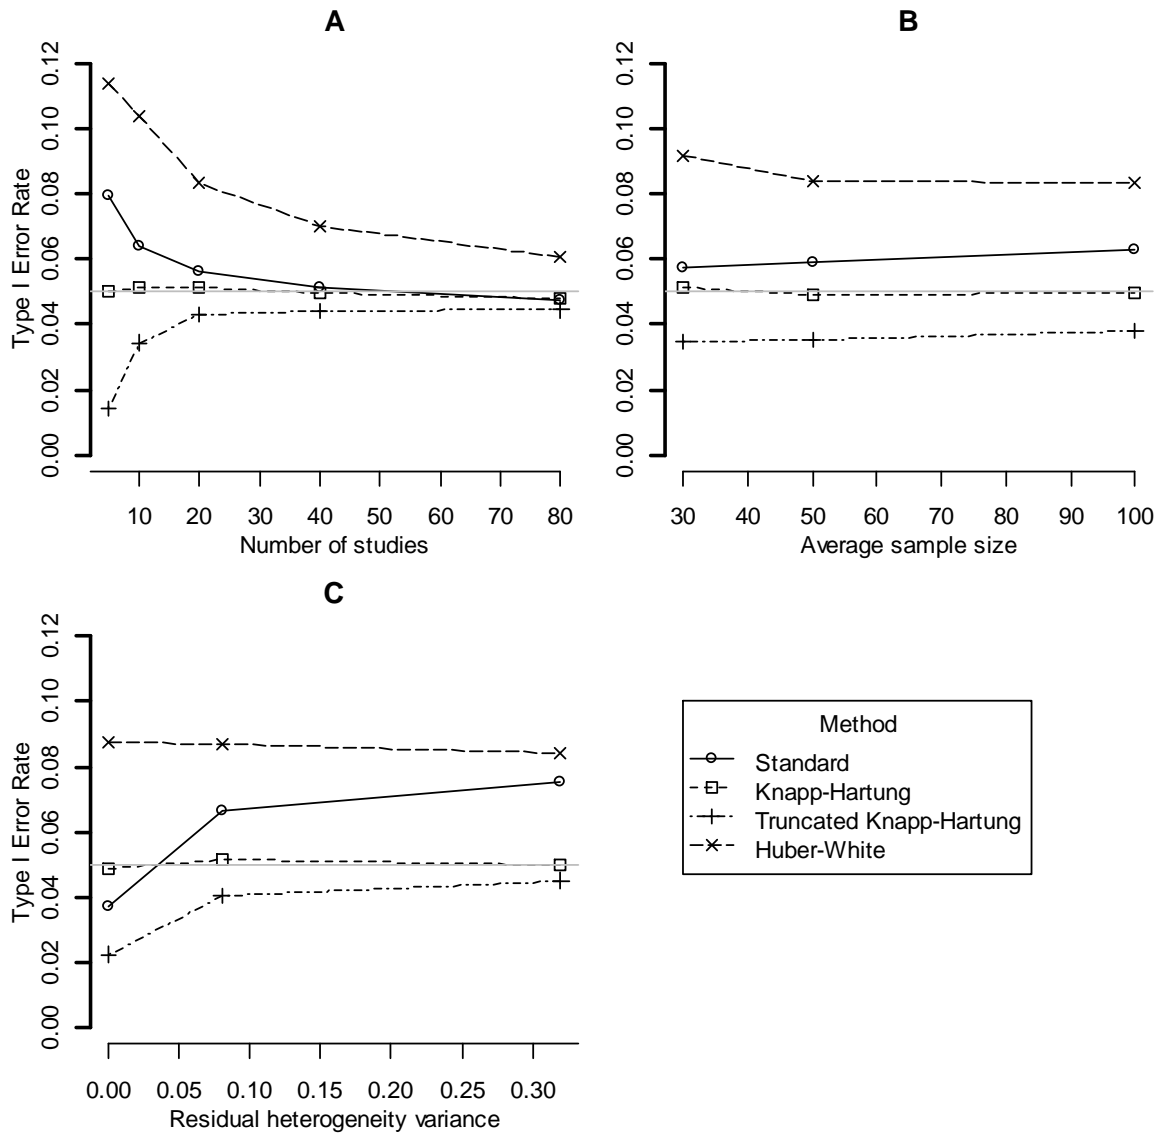 A
Type I Error Rate
0.00 0.02 0.04 0.06 0.08 0.10 0.12
10 20 30 40 50 60 70 80
Number of studies
B
0.00 0.02 0.04 0.06 0.08 0.10 0.12
30 40 50 60 70 80 90 100
Average sample size
C
Type I Error Rate
0.00 0.02 0.04 0.06 0.08 0.10 0.12
0.00 0.05 0.10 0.15 0.20 0.25 0.30
Residual heterogeneity variance
Method
Standard
Knapp-Hartung
Truncated Knapp-Hartung
Huber-White